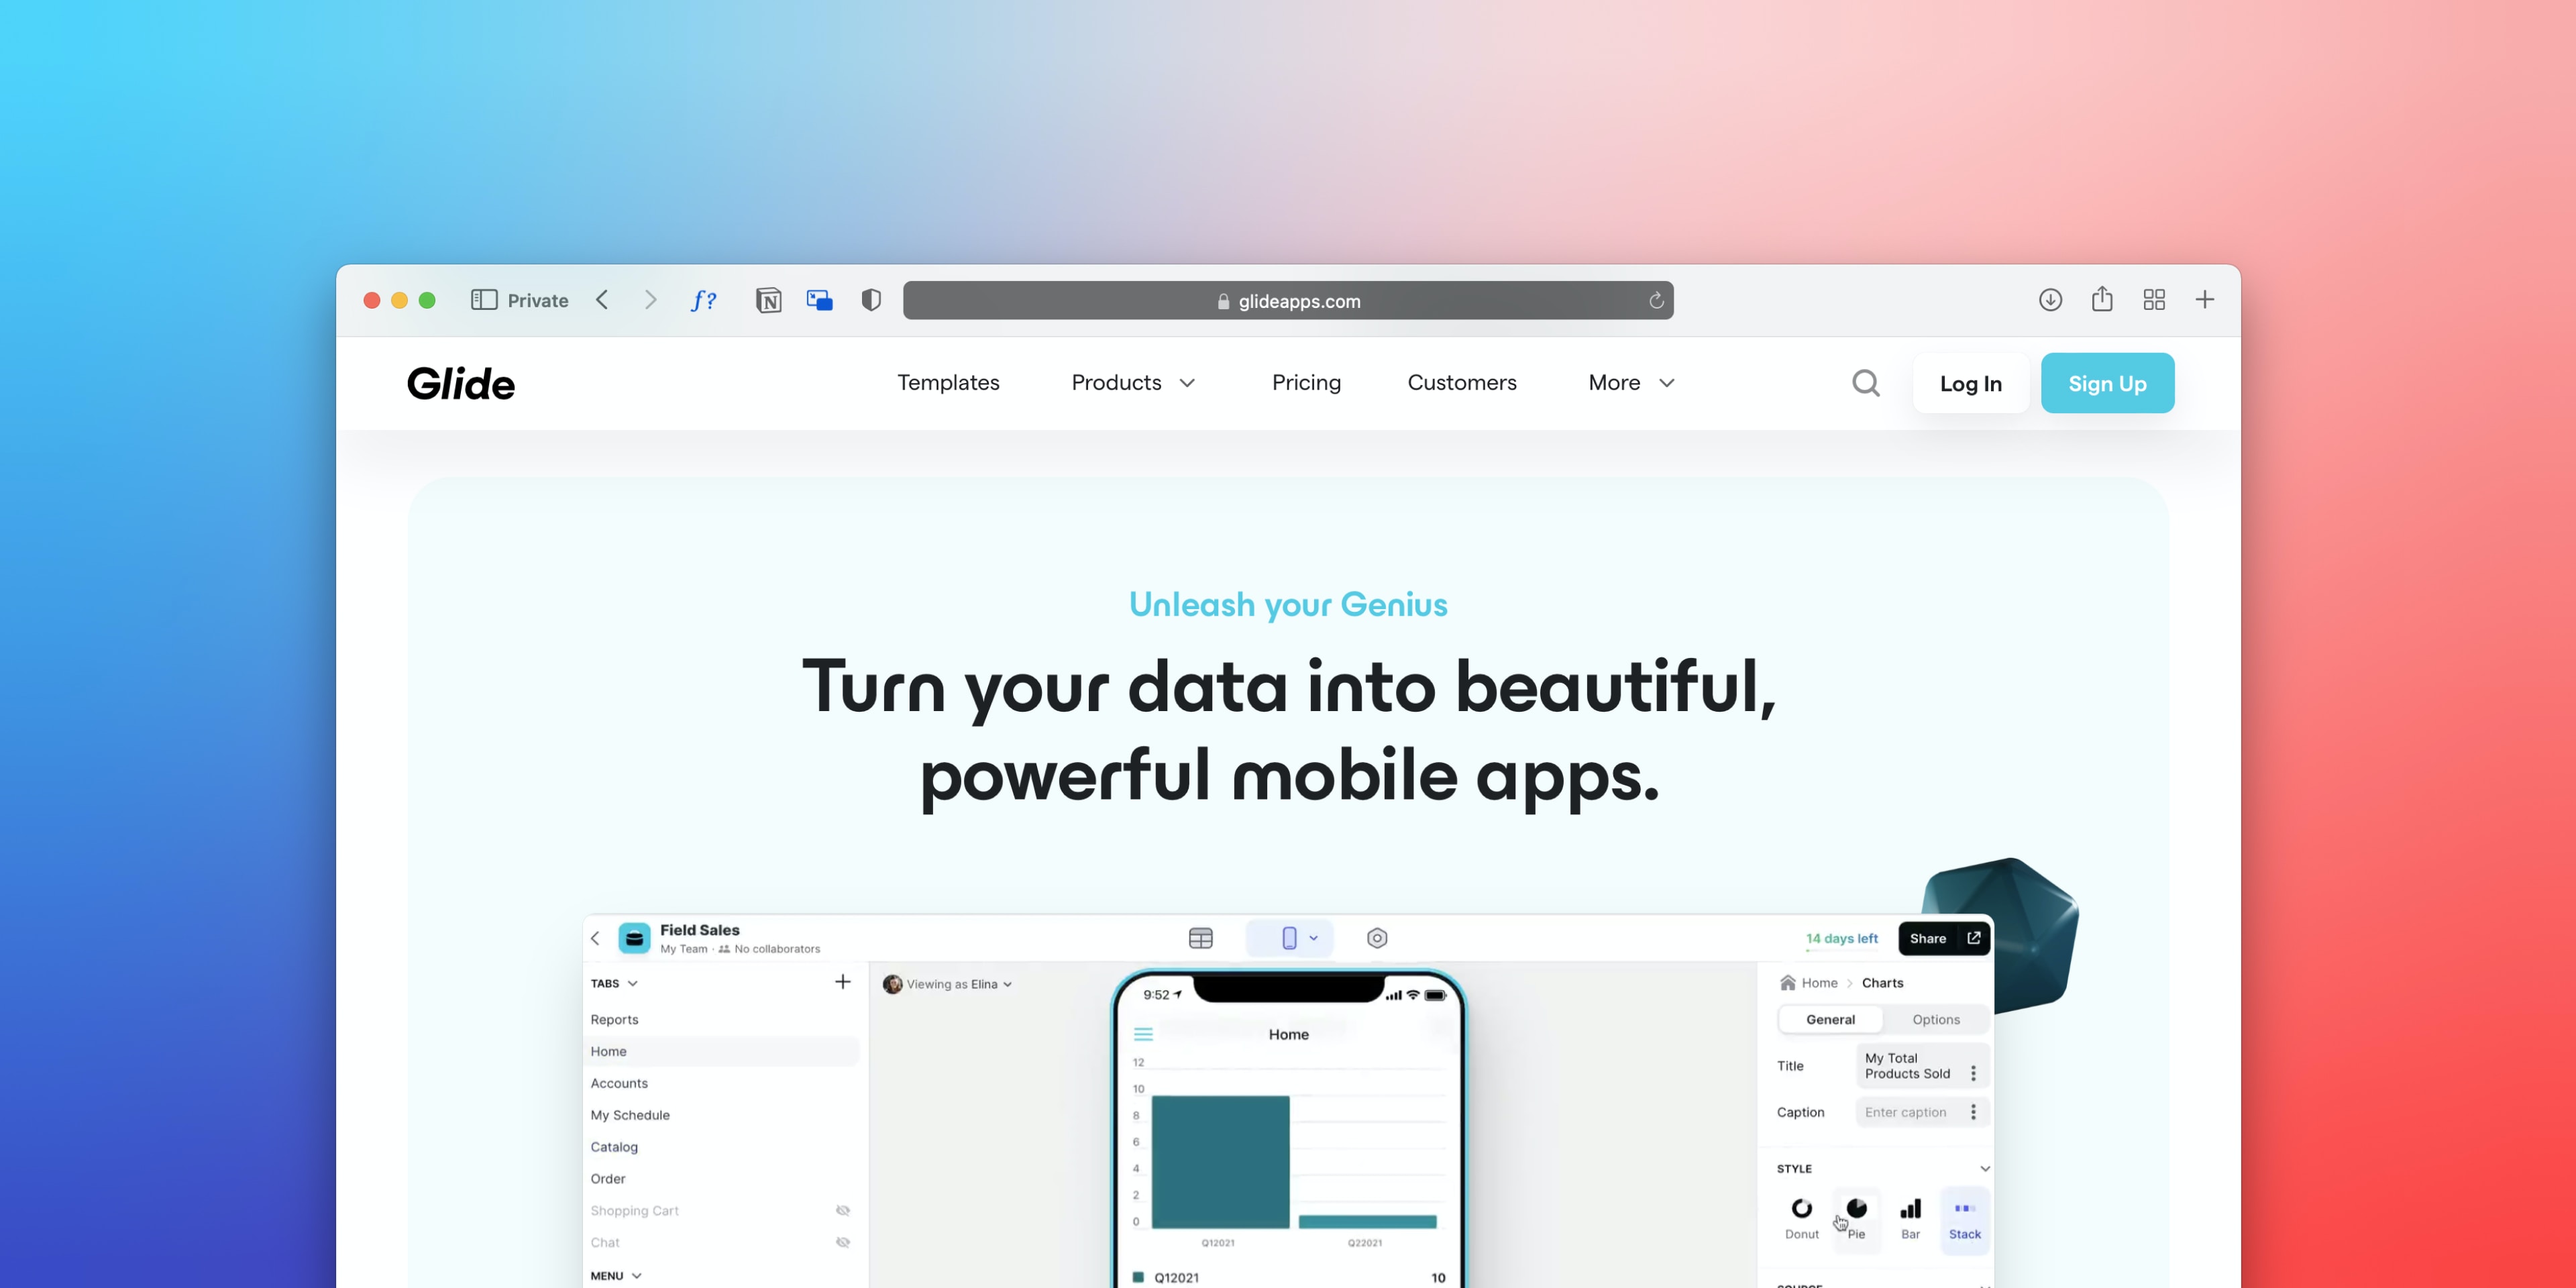 Private
f?
N
glideapps.com
Glide
Templates
Products
Pricing
Customers
More
Log In
Sign Up
Unleash your Genius
Turn your data into beautiful,
powerful mobile apps.
Field Sales
My Team · No collaborators
14 days left
Share
TABS
Reports
Home
Accounts
My Schedule
Catalog
Order
Shopping Cart
Chat
MENU
Viewing as Elina
9:52
Home
12
10
8
6
4
2
0
Q12021
Q22021
Q12021 10
Home > Charts
General
Options
Title
My Total
Products Sold
Caption
Enter caption
STYLE
Donut
Pie
Bar
Stack